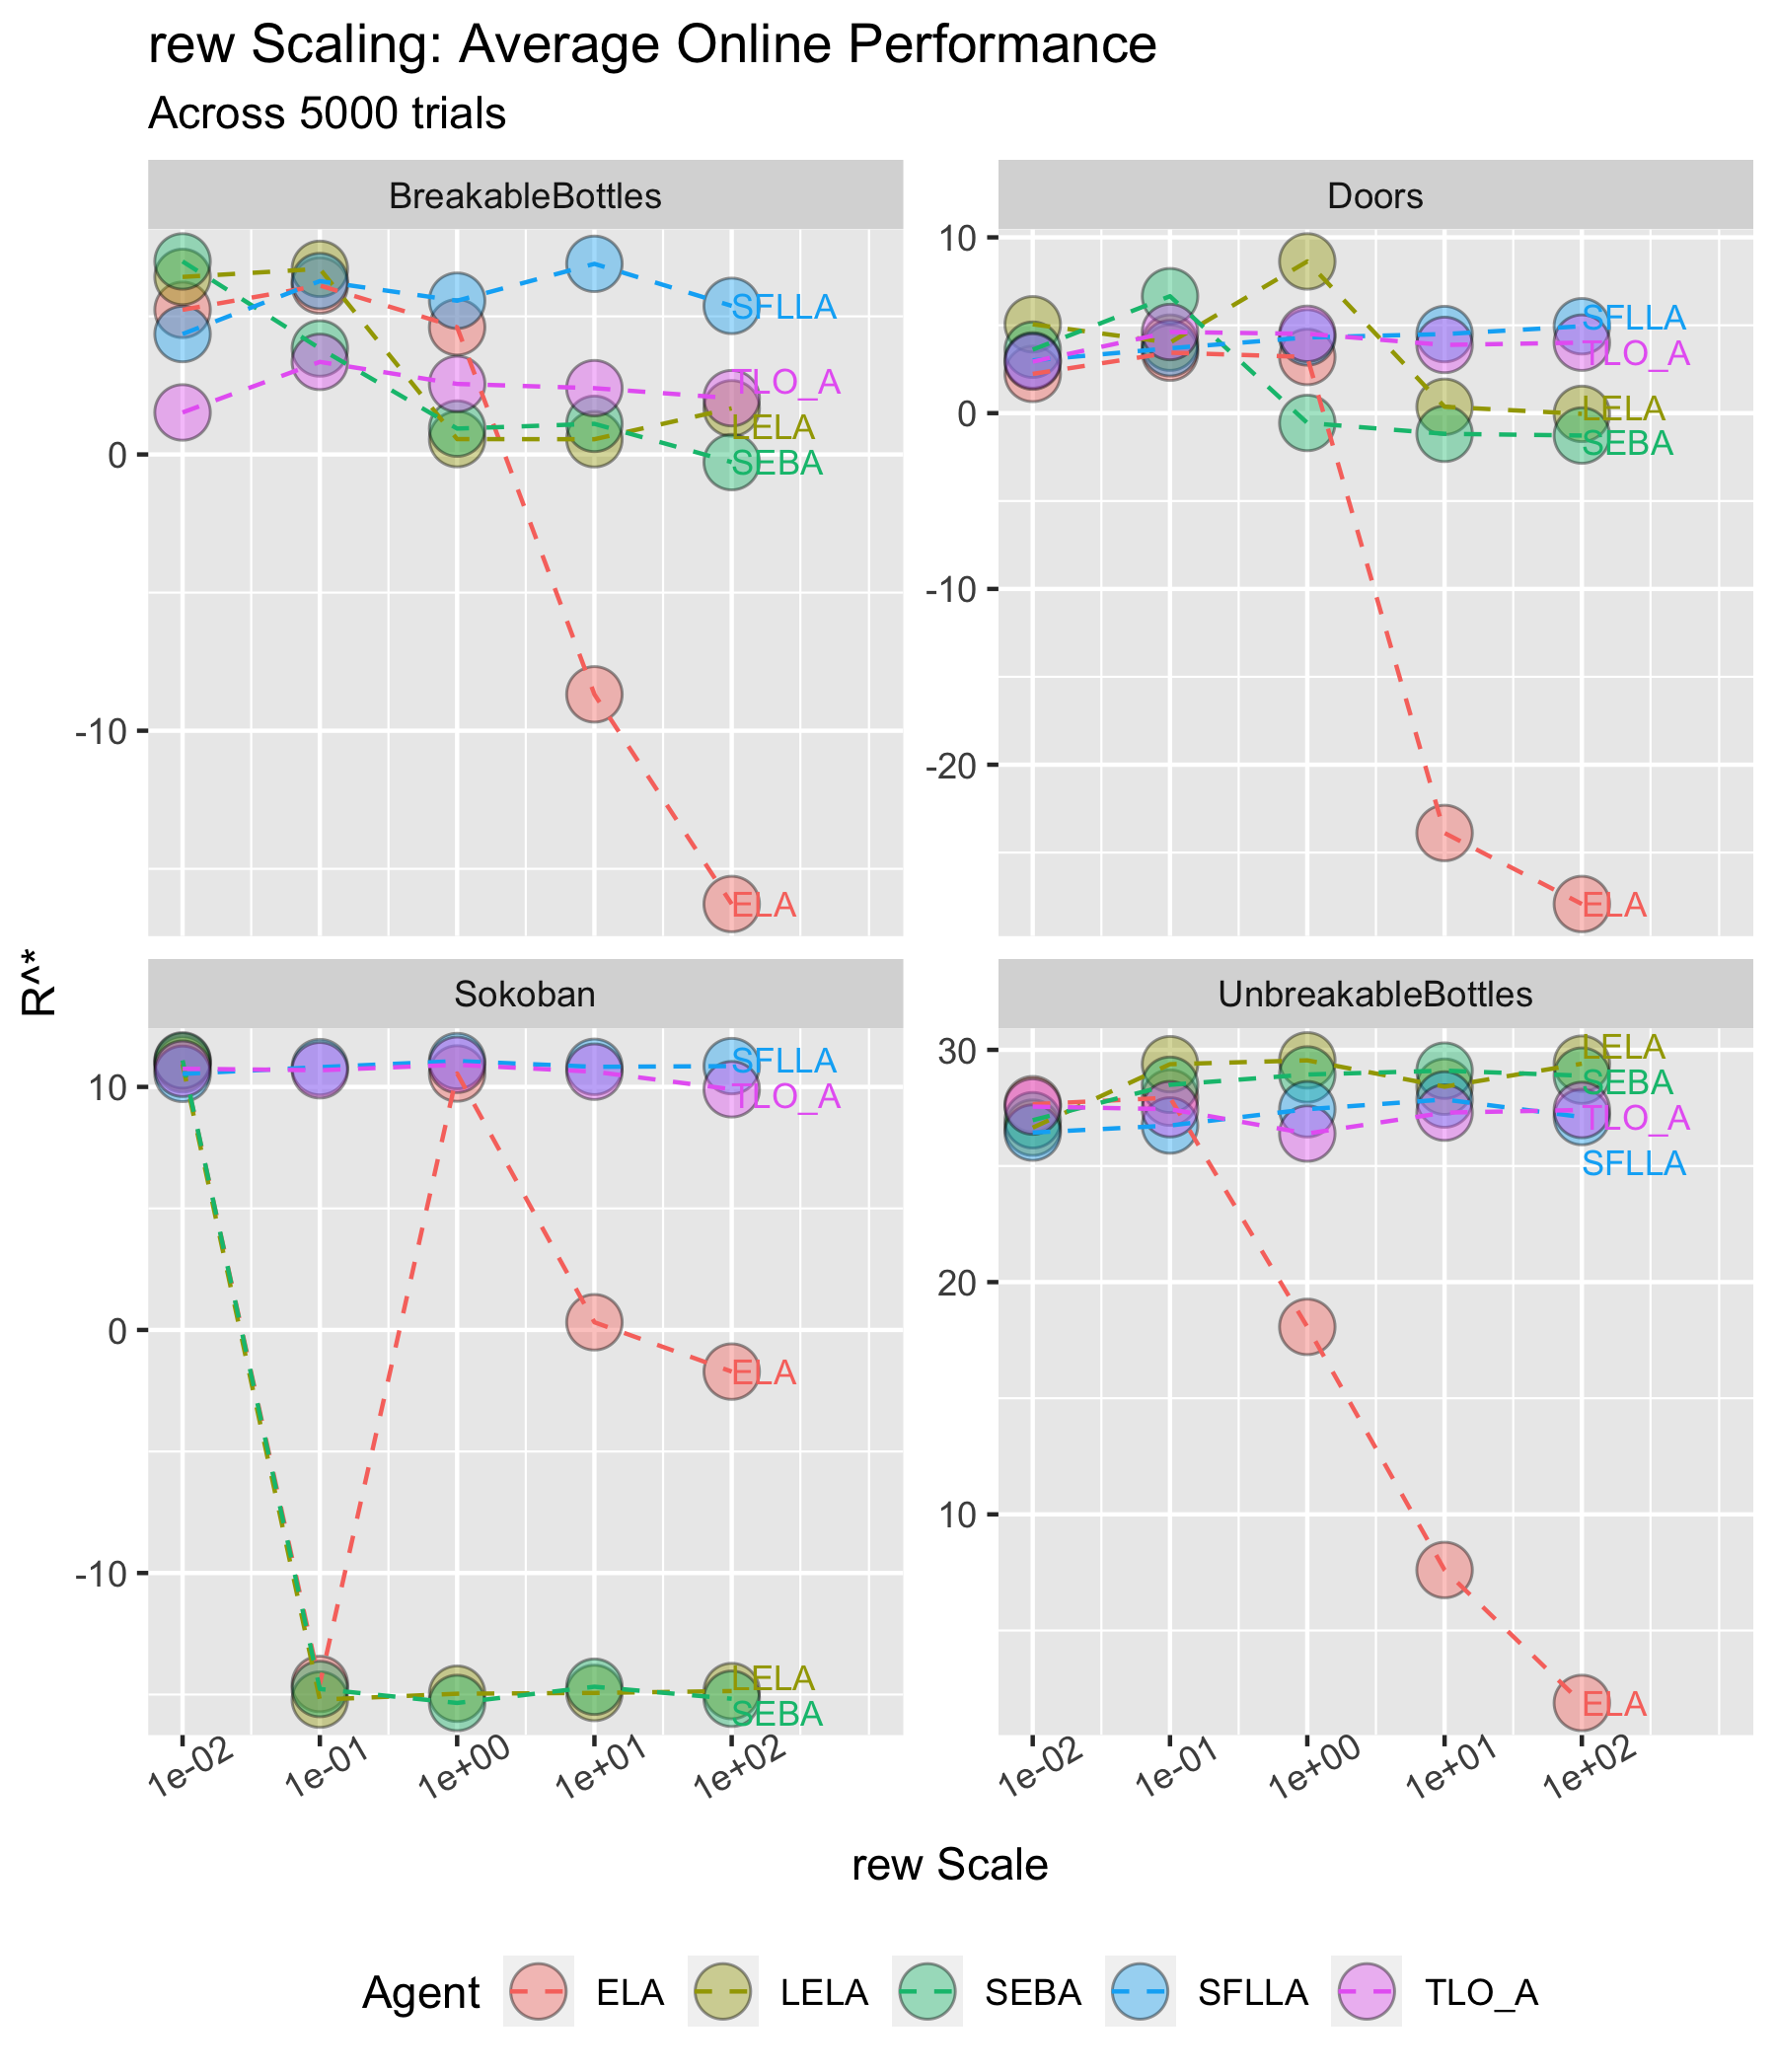 rew Scaling: Average Online Performance
Across 5000 trials
BreakableBottles
Doors
0
-10
SFLLA
TLO_A
LELA
SEBA
ELA
10
0
-10
-20
SFLLA
TLO_A
LELA
SEBA
ELA
R^*
Sokoban
UnbreakableBottles
10
0
-10
SFLLA
TLO_A
ELA
LELA
SEBA
30
20
10
LELA
SEBA
TLO_A
SFLLA
ELA
1e-02 1e-01 1e+00 1e+01 1e+02
1e-02 1e-01 1e+00 1e+01 1e+02
rew Scale
Agent ELA LELA SEBA SFLLA TLO_A